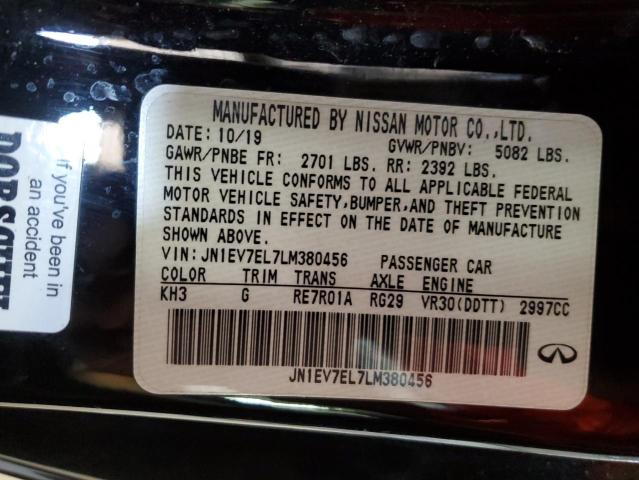 MANUFACTURED BY NISSAN MOTOR CO.,LTD.
DATE: 10/19 GVWR/PNBV: 5082 LBS.
GAWR/PNBE FR: 2701 LBS. RR: 2392 LBS.
THIS VEHICLE CONFORMS TO ALL APPLICABLE FEDERAL
MOTOR VEHICLE SAFETY,BUMPER,AND THEFT PREVENTION
STANDARDS IN EFFECT ON THE DATE OF MANUFACTURE
SHOWN ABOVE.
VIN:JN1EV7EL7LM380456 PASSENGER CAR
COLOR TRIM TRANS AXLE ENGINE
KH3 G RE7R01A RG29 VR30(DDTT) 2997CC
JN1EV7EL7LM380456
If you've been in
an accident